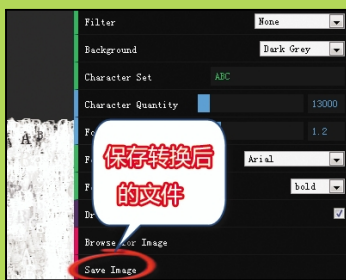 Filter None
Background Dark Grey
Character Set ABC
Character Quantity 13000
1.2
Arial
bold
保存转换后
的文件
Browse for Image
Save Image